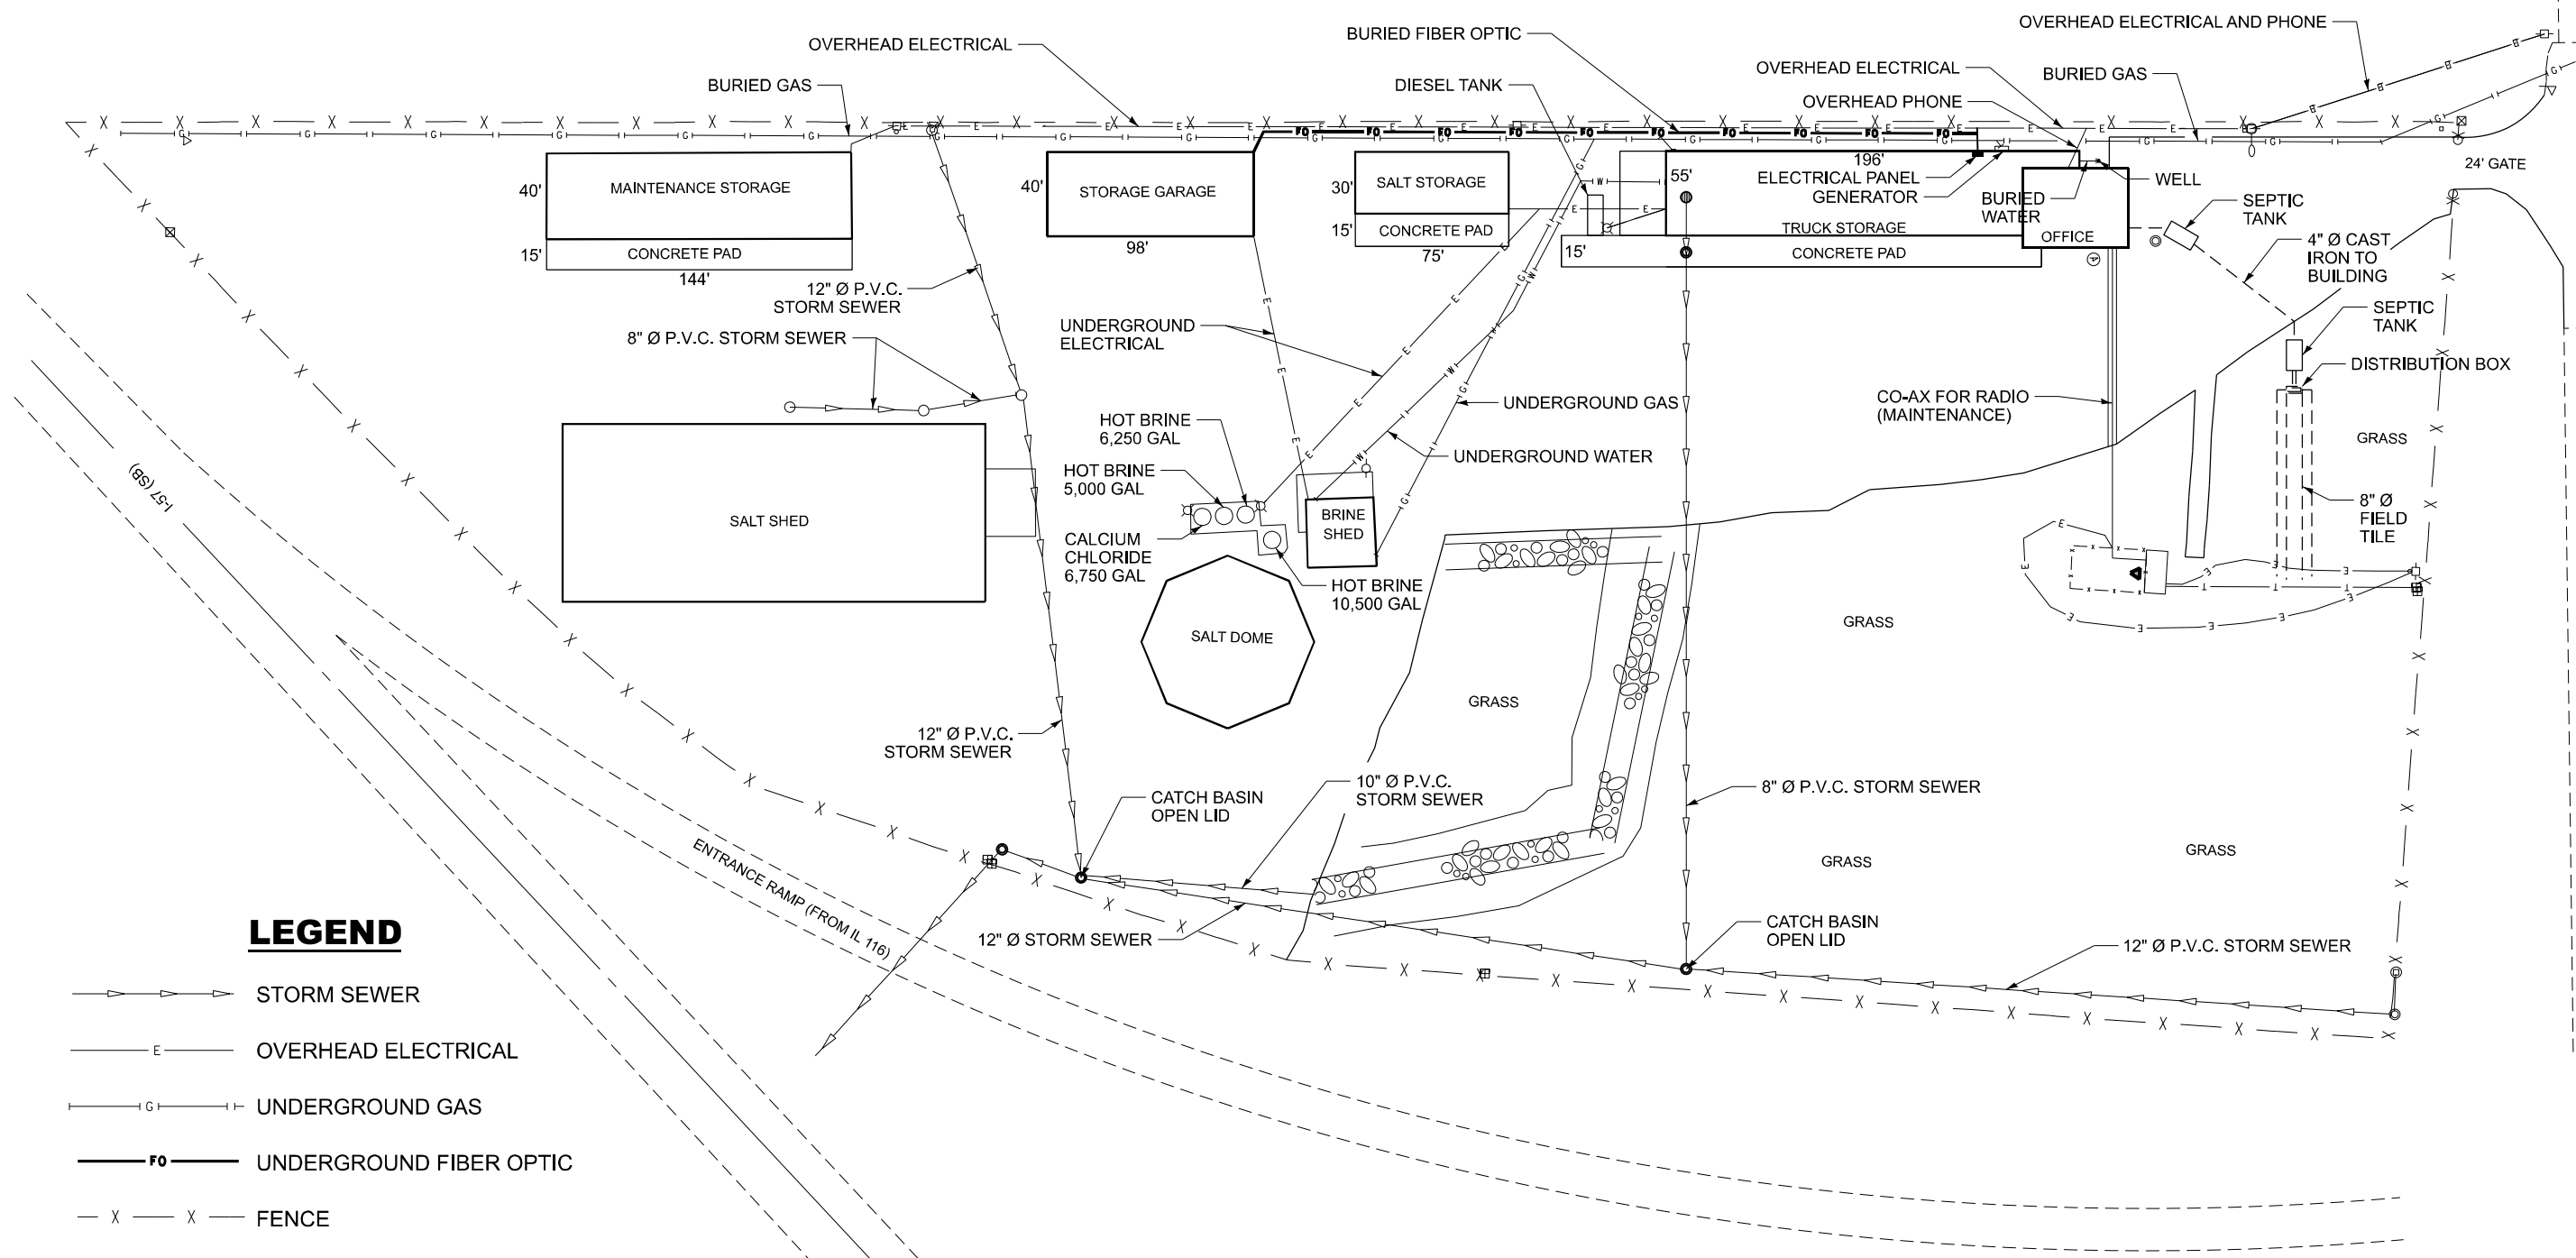 OVERHEAD ELECTRICAL AND PHONE
BURIED FIBER OPTIC
OVERHEAD ELECTRICAL
OVERHEAD ELECTRICAL
BURIED GAS
BURIED GAS
DIESEL TANK
OVERHEAD PHONE
24' GATE
40'
MAINTENANCE STORAGE
15'
CONCRETE PAD
144'
40'
STORAGE GARAGE
98'
30'
SALT STORAGE
15'
CONCRETE PAD
75'
196'
55'
ELECTRICAL PANEL
GENERATOR
TRUCK STORAGE
15'
CONCRETE PAD
BURIED
WATER
OFFICE
WELL
SEPTIC
TANK
4" Ø CAST
IRON TO
BUILDING
SEPTIC
TANK
DISTRIBUTION BOX
12" Ø P.V.C.
STORM SEWER
8" Ø P.V.C. STORM SEWER
UNDERGROUND
ELECTRICAL
UNDERGROUND GAS
UNDERGROUND WATER
CO-AX FOR RADIO
(MAINTENANCE)
GRASS
8" Ø
FIELD
TILE
HOT BRINE
6,250 GAL
HOT BRINE
5,000 GAL
CALCIUM
CHLORIDE
6,750 GAL
HOT BRINE
10,500 GAL
BRINE
SHED
SALT SHED
SALT DOME
I-57 (SB)
GRASS
GRASS
12" Ø P.V.C.
STORM SEWER
10" Ø P.V.C.
STORM SEWER
8" Ø P.V.C. STORM SEWER
CATCH BASIN
OPEN LID
ENTRANCE RAMP (FROM IL 116)
GRASS
GRASS
12" Ø STORM SEWER
CATCH BASIN
OPEN LID
12" Ø P.V.C. STORM SEWER
LEGEND
STORM SEWER
E OVERHEAD ELECTRICAL
G UNDERGROUND GAS
FO UNDERGROUND FIBER OPTIC
X X FENCE